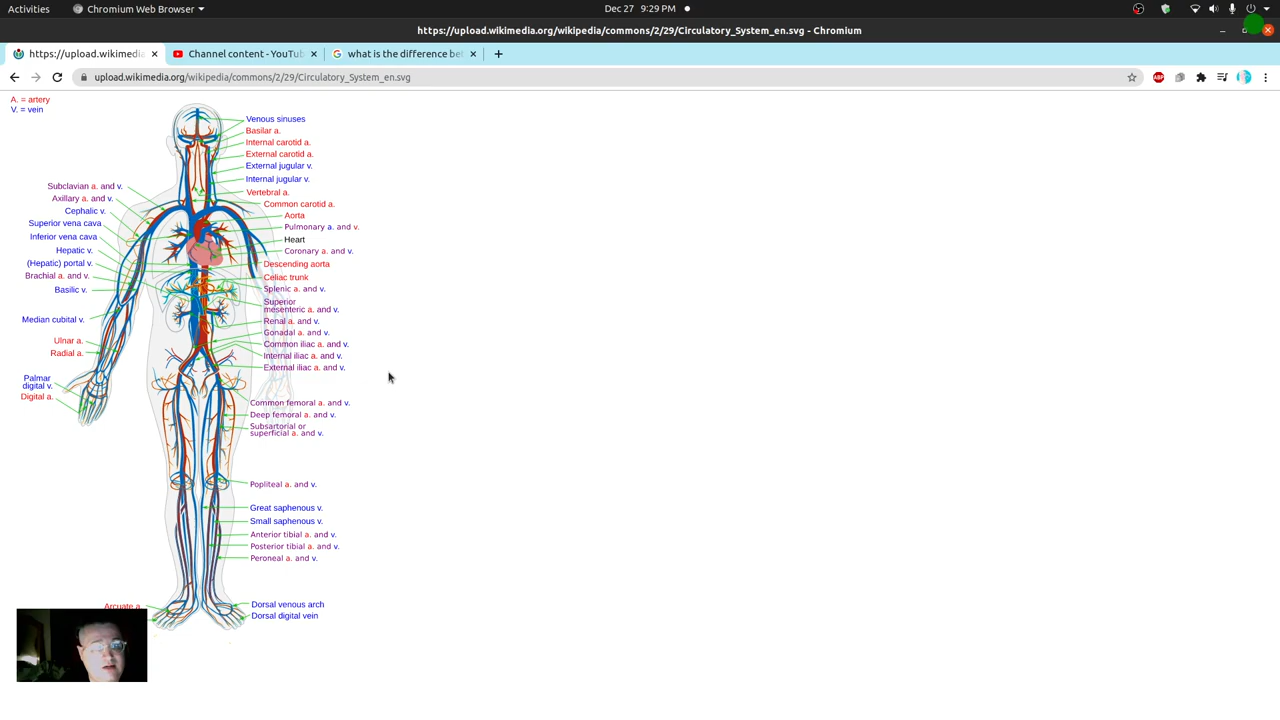 Activities
Chromium Web Browser
Dec 27 9:29 PM
https://upload.wikimedia.org/wikipedia/commons/2/29/Circulatory_System_en.svg - Chromium
https://upload.wikimedi
Channel content - YouTu
what is the difference be
upload.wikimedia.org/wikipedia/commons/2/29/Circulatory_System_en.svg
ABP
A. = artery
V. = vein
Subclavian a. and v.
Axillary a. and v.
Cephalic v.
Superior vena cava
Inferior vena cava
Hepatic v.
(Hepatic) portal v.
Brachial a. and v.
Basilic v.
Median cubital v.
Ulnar a.
Radial a.
Palmar
digital v.
Digital a.
Arcuate a.
Venous sinuses
Basilar a.
Internal carotid a.
External carotid a.
External jugular v.
Internal jugular v.
Vertebral a.
Common carotid a.
Aorta
Pulmonary a. and v.
Heart
Coronary a. and v.
Descending aorta
Celiac trunk
Splenic a. and v.
Superior
mesenteric a. and v.
Renal a. and v.
Gonadal a. and v.
Common iliac a. and v.
Internal iliac a. and v.
External iliac a. and v.
Common femoral a. and v.
Deep femoral a. and v.
Subsartorial or
superficial a. and v.
Popliteal a. and v.
Great saphenous v.
Small saphenous v.
Anterior tibial a. and v.
Posterior tibial a. and v.
Peroneal a. and v.
Dorsal venous arch
Dorsal digital vein